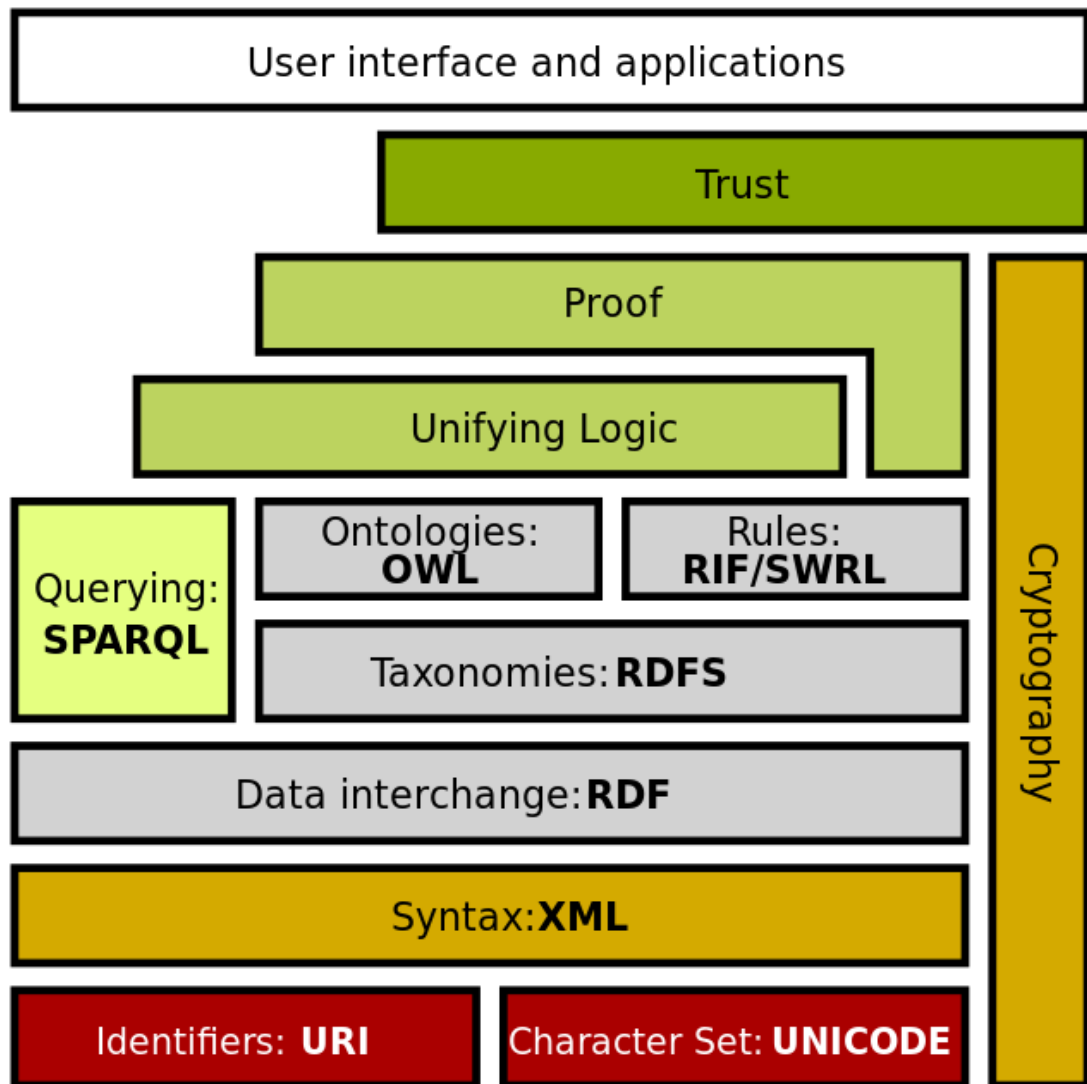 User interface and applications
Trust
Proof
Unifying Logic
Ontologies:
OWL
Rules:
RIF/SWRL
Querying:
SPARQL
Taxonomies: RDFS
Data interchange: RDF
Syntax: XML
Identifiers: URI
Character Set: UNICODE
Cryptography